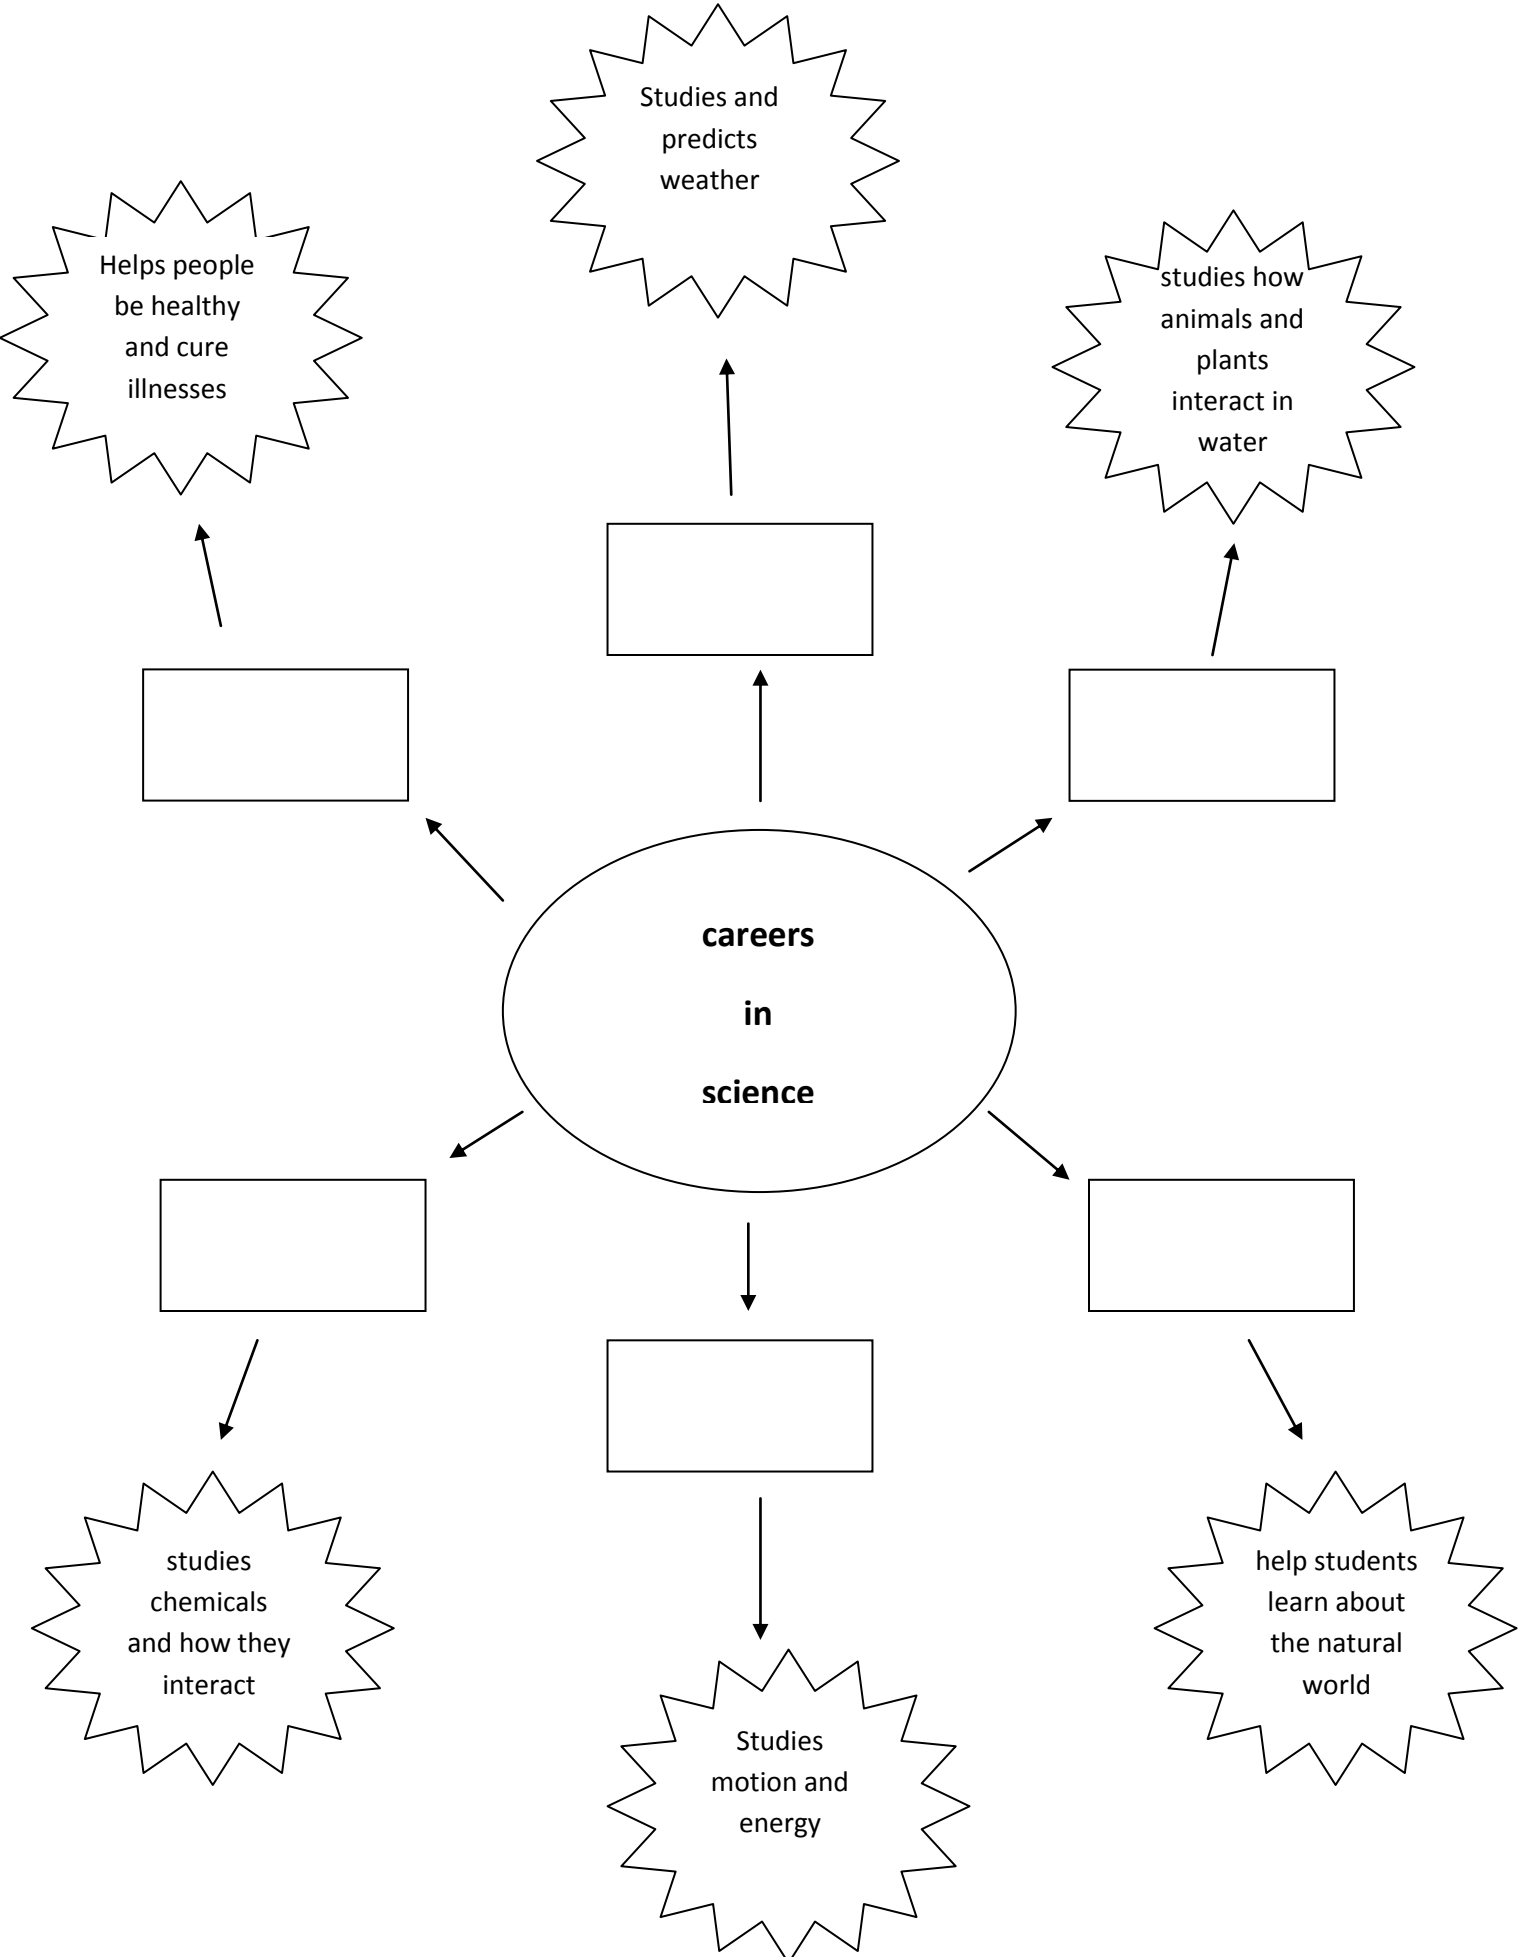 Studies and
predicts
weather
Helps people
be healthy
and cure
illnesses
studies how
animals and
plants
interact in
water
careers
in
science
studies
chemicals
and how they
interact
help students
learn about
the natural
world
Studies
motion and
energy